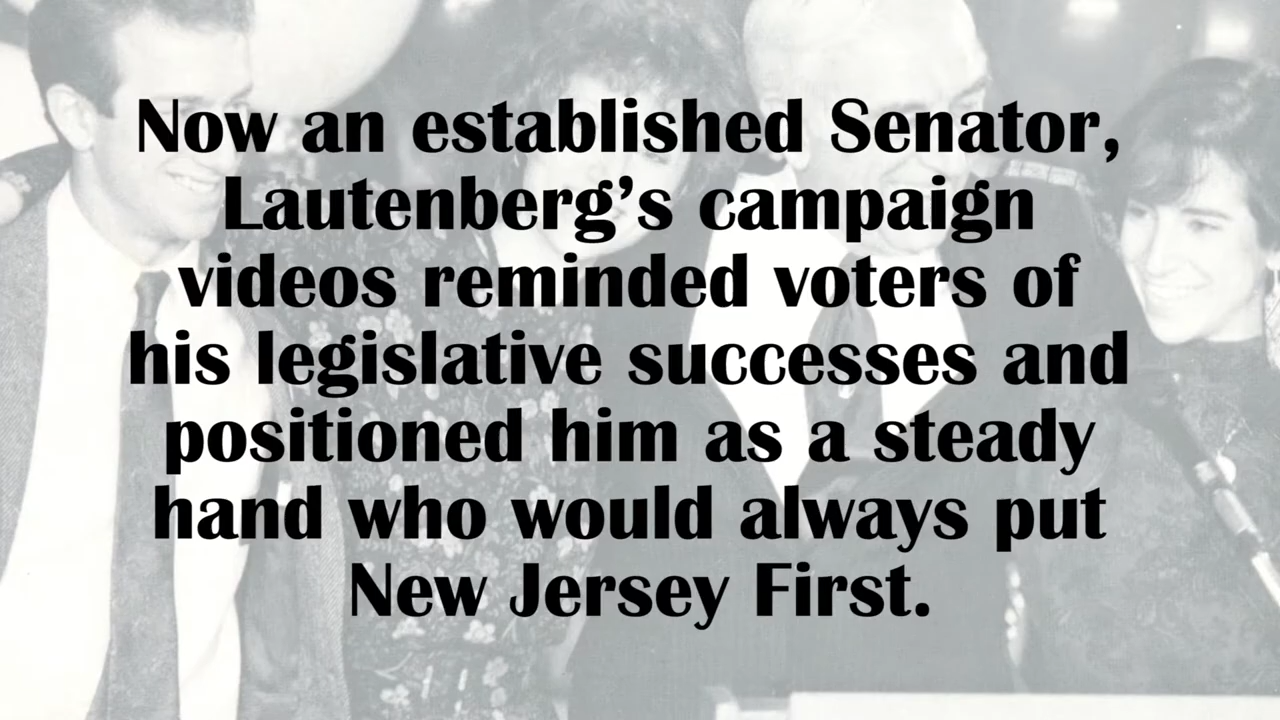 Now an established Senator,
Lautenberg’s campaign
videos reminded voters of
his legislative successes and
positioned him as a steady
hand who would always put
New Jersey First.